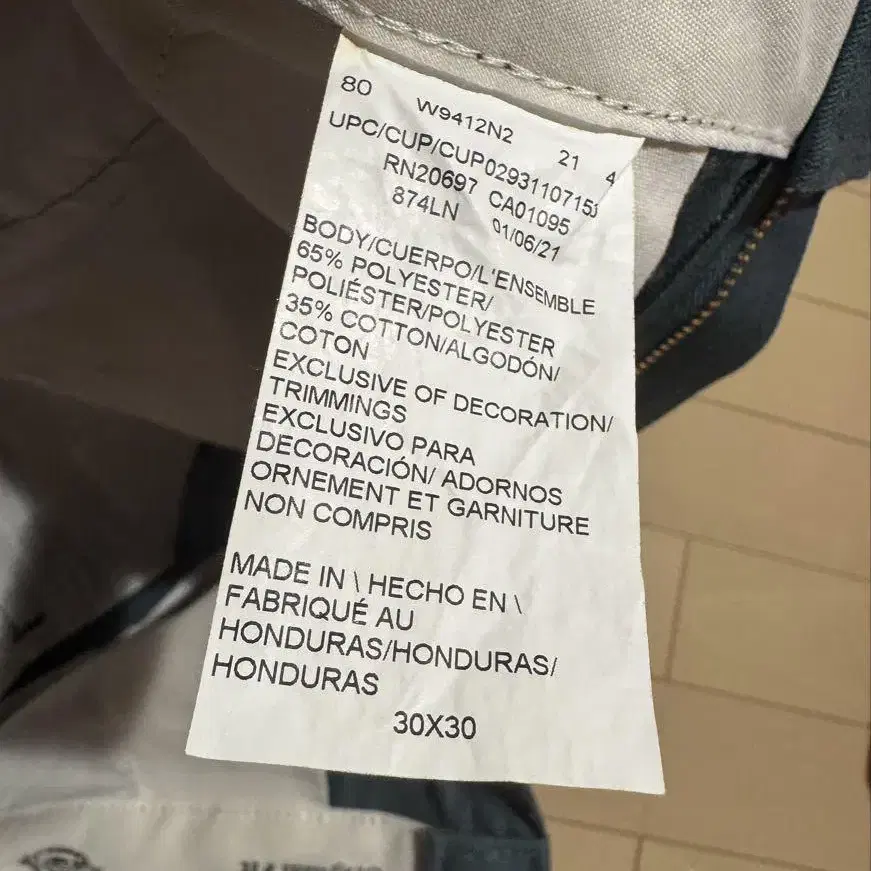 80 W9412N2 21 4
UPC/CUP/CUP02931107153
RN20697 CA01095
874LN 01/06/21
BODY/CUERPO/L'ENSEMBLE
65% POLYESTER/
POLIÉSTER/POLYESTER
35% COTTON/ALGODÓN/
COTON
EXCLUSIVE OF DECORATION/
TRIMMINGS
EXCLUSIVO PARA
DECORACIÓN/ ADORNOS
ORNEMENT ET GARNITURE
NON COMPRIS
MADE IN \ HECHO EN \
FABRIQUÉ AU
HONDURAS/HONDURAS/
HONDURAS
30X30